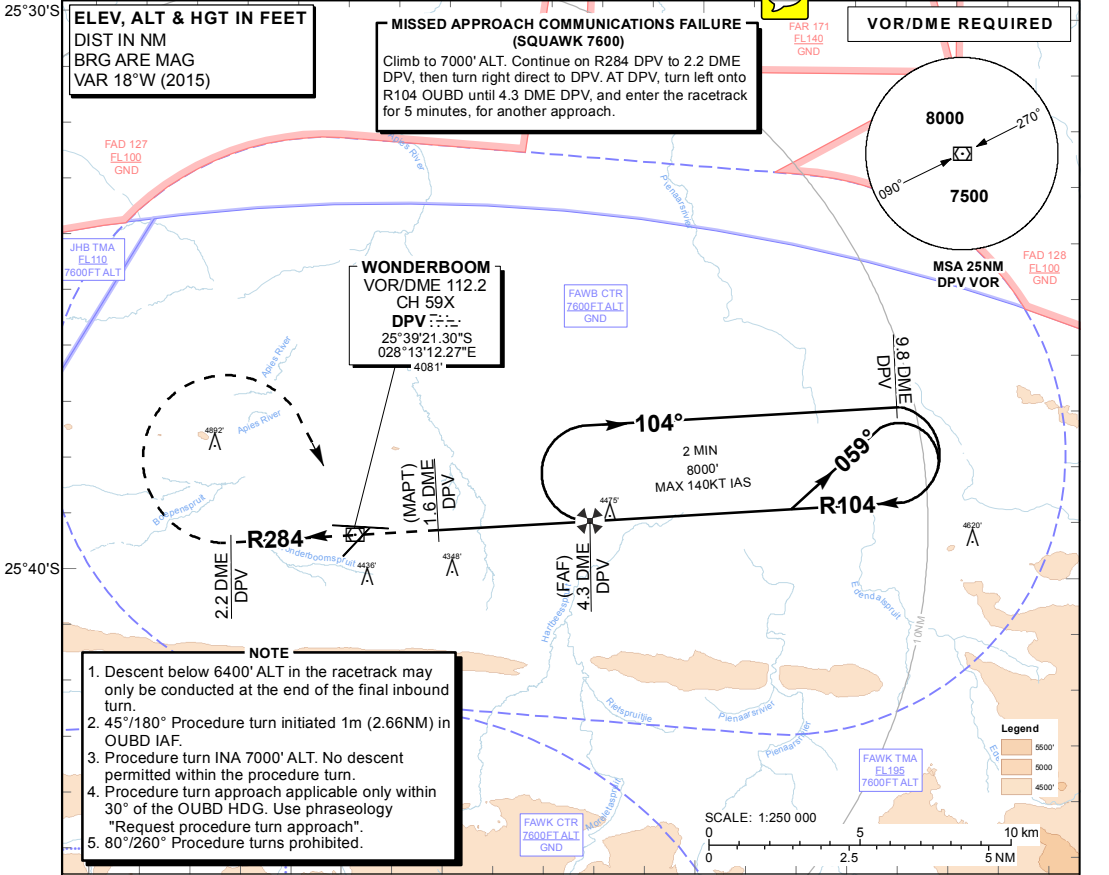 25°30'S
ELEV, ALT & HGT IN FEET
DIST IN NM
BRG ARE MAG
VAR 18°W (2015)
MISSED APPROACH COMMUNICATIONS FAILURE
(SQUAWK 7600)
Climb to 7000' ALT. Continue on R284 DPV to 2.2 DME
DPV, then turn right direct to DPV. AT DPV, turn left onto
R104 OUBD until 4.3 DME DPV, and enter the racetrack
for 5 minutes, for another approach.
FAR 171
FL140
GND
VOR/DME REQUIRED
8000
270°
090°
7500
MSA 25NM
DPV VOR
FAD 127
FL100
GND
Apies River
Pienaarsrivier
FAD 128
FL100
GND
JHB TMA
FL110
7600FT ALT
WONDERBOOM
VOR/DME 112.2
CH 59X
DPV
25°39'21.30"S
028°13'12.27"E
4081'
FAWB CTR
7600FT ALT
GND
Apies River
Apies River
4892'
9.8 DME
DPV
104°
2 MIN
8000'
MAX 140KT IAS
059°
R104
4475'
4620'
(MAPT)
1.6 DME
DPV
Boepenspruit
R284
onderboomspruit
4436'
4348'
2.2 DME
DPV
(FAF)
4.3 DME
DPV
25°40'S
Edendalspruit
10NM
NOTE
1. Descent below 6400' ALT in the racetrack may
only be conducted at the end of the final inbound
turn.
2. 45°/180° Procedure turn initiated 1m (2.66NM) in
OUBD IAF.
3. Procedure turn INA 7000' ALT. No descent
permitted within the procedure turn.
4. Procedure turn approach applicable only within
30° of the OUBD HDG. Use phraseology
"Request procedure turn approach".
5. 80°/260° Procedure turns prohibited.
Rietspruitjie
Pienaarsriviet
Pienaarsriviet
Moreletaspruit
FAWK CTR
7600FT ALT
GND
FAWK TMA
FL195
7600FT ALT
Legend
5500'
5000
4500'
SCALE: 1:250 000
0 5 10 km
0 2.5 5 NM